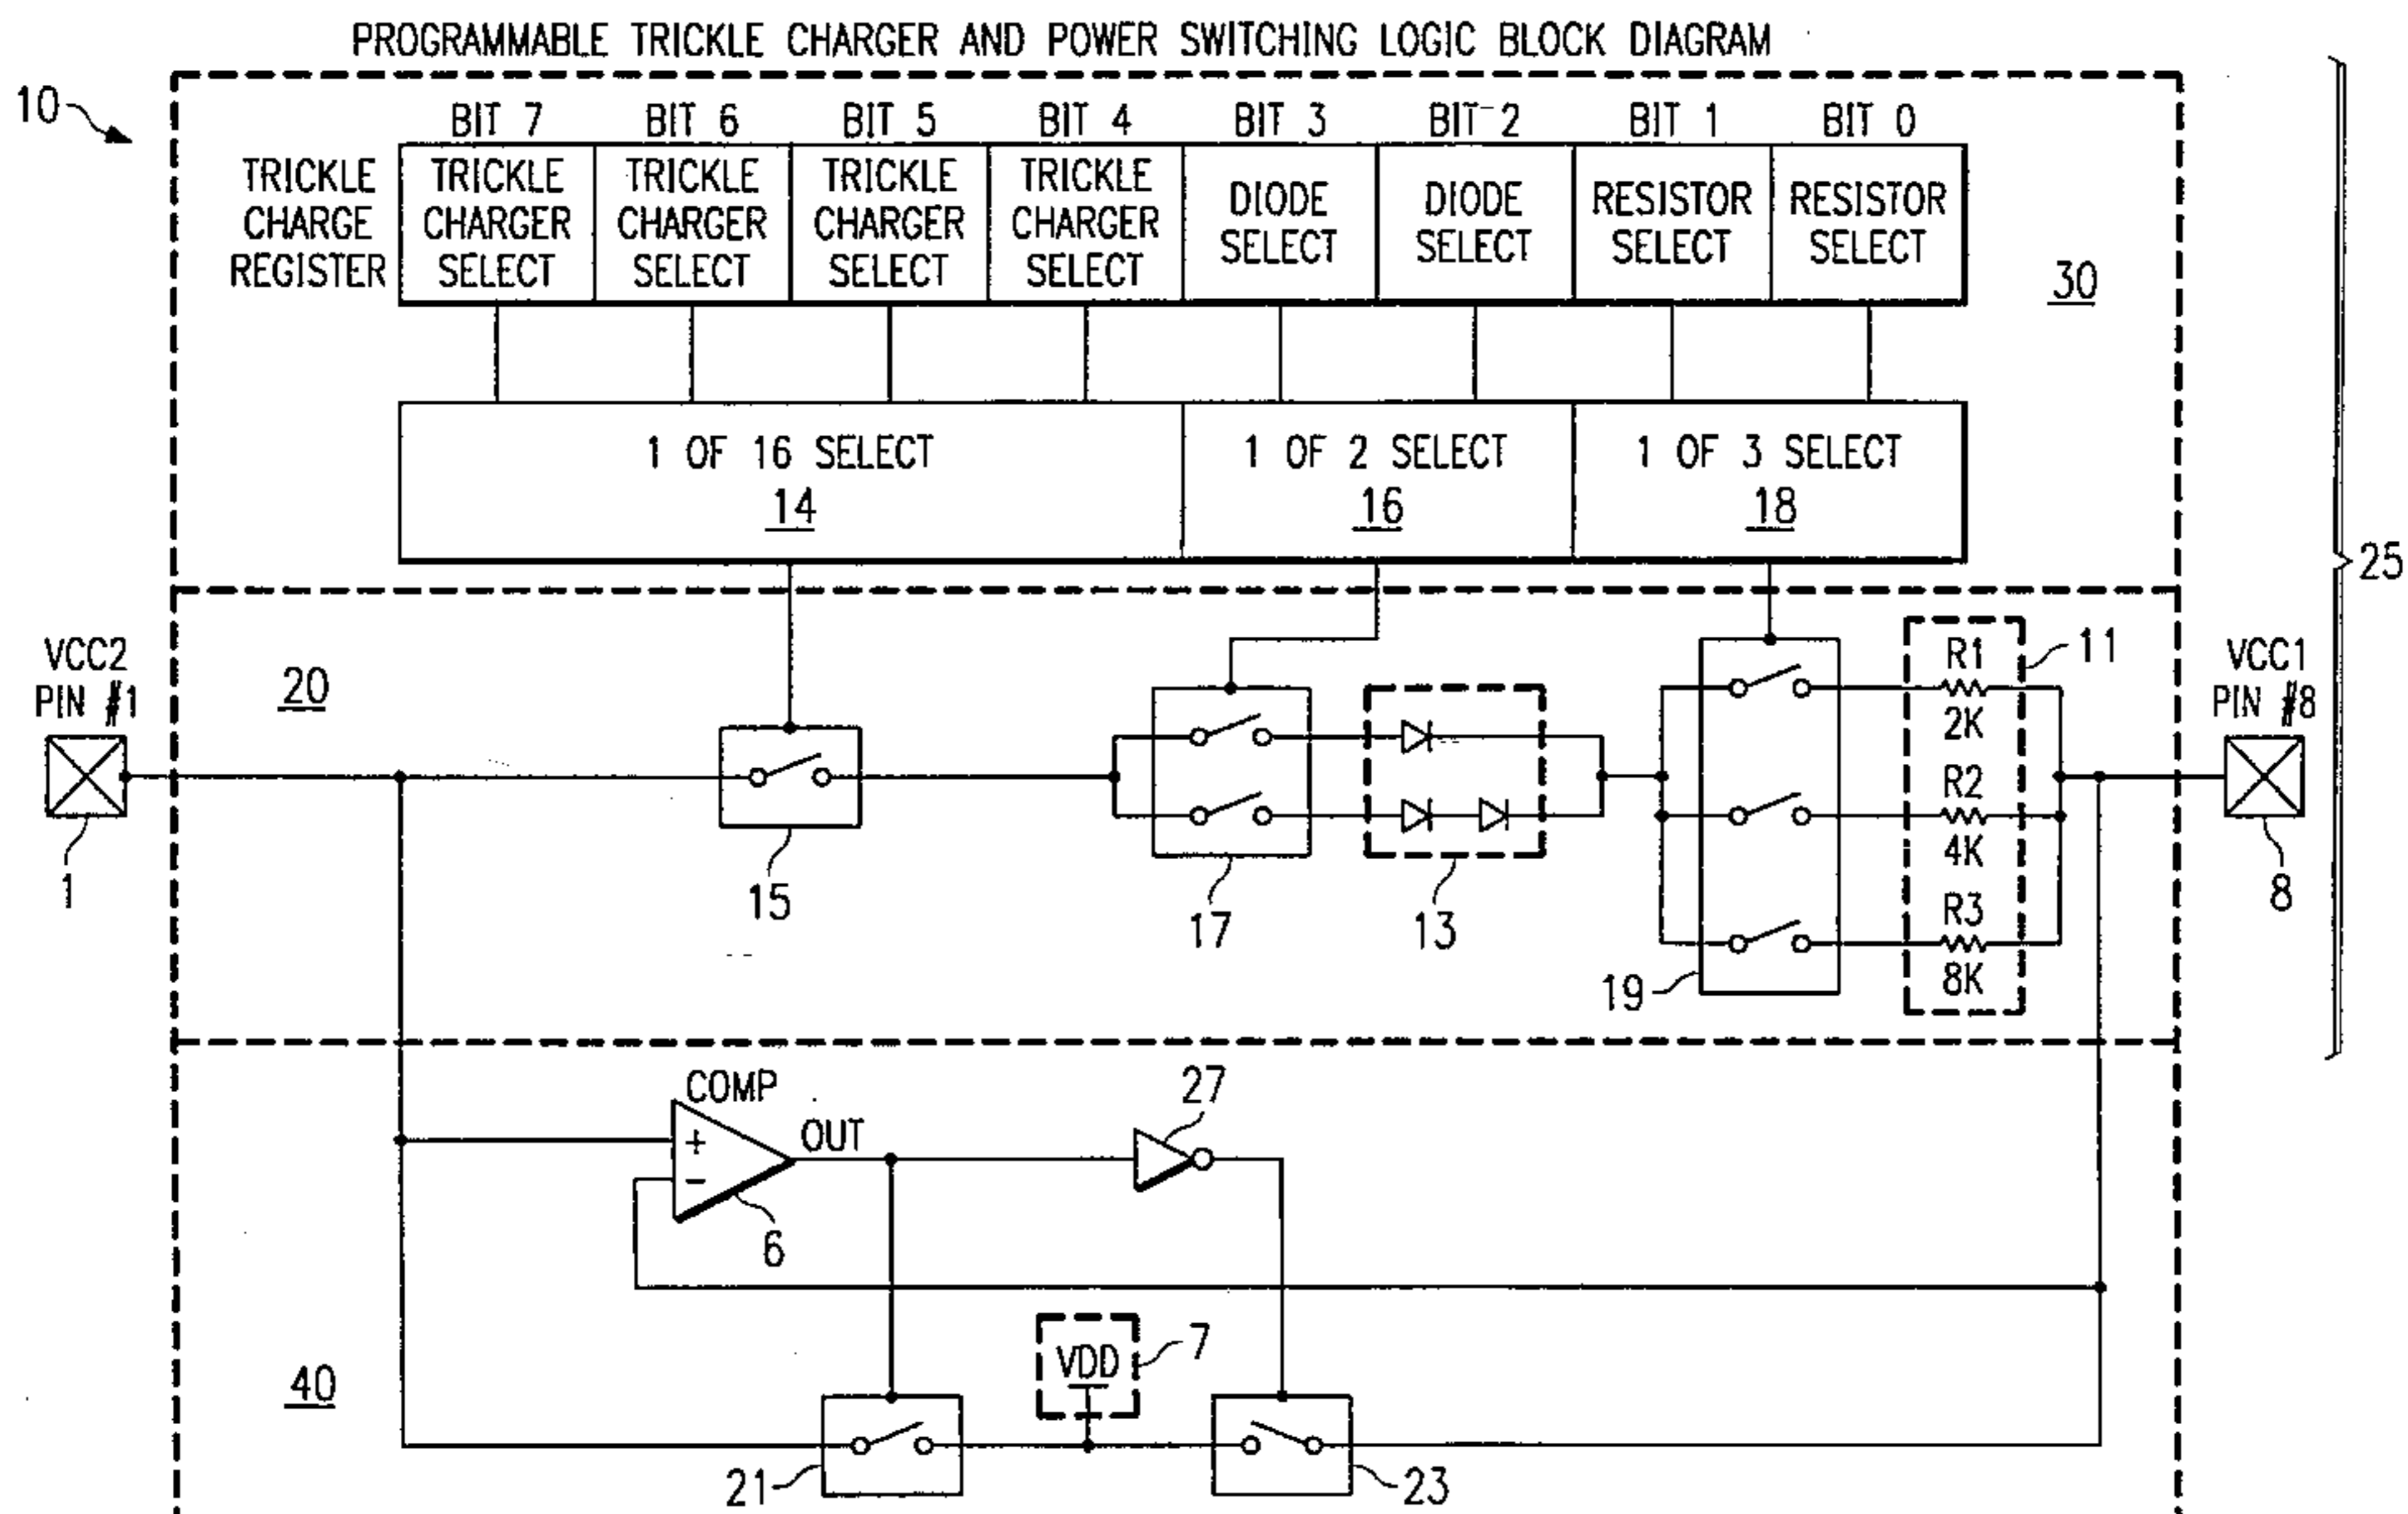 PROGRAMMABLE TRICKLE CHARGER AND POWER SWITCHING LOGIC BLOCK DIAGRAM
10
BIT 7
BIT 6
BIT 5
BIT 4
BIT 3
BIT 2
BIT 1
BIT 0
TRICKLE
CHARGE
REGISTER
TRICKLE
CHARGER
SELECT
TRICKLE
CHARGER
SELECT
TRICKLE
CHARGER
SELECT
TRICKLE
CHARGER
SELECT
DIODE
SELECT
DIODE
SELECT
RESISTOR
SELECT
RESISTOR
SELECT
30
1 OF 16 SELECT
14
1 OF 2 SELECT
16
1 OF 3 SELECT
18
25
VCC2
PIN #1
1
20
15
17
13
19
R1
2K
R2
4K
R3
8K
11
VCC1
PIN #8
8
COMP
+
-
OUT
6
27
40
VDD
7
21
23